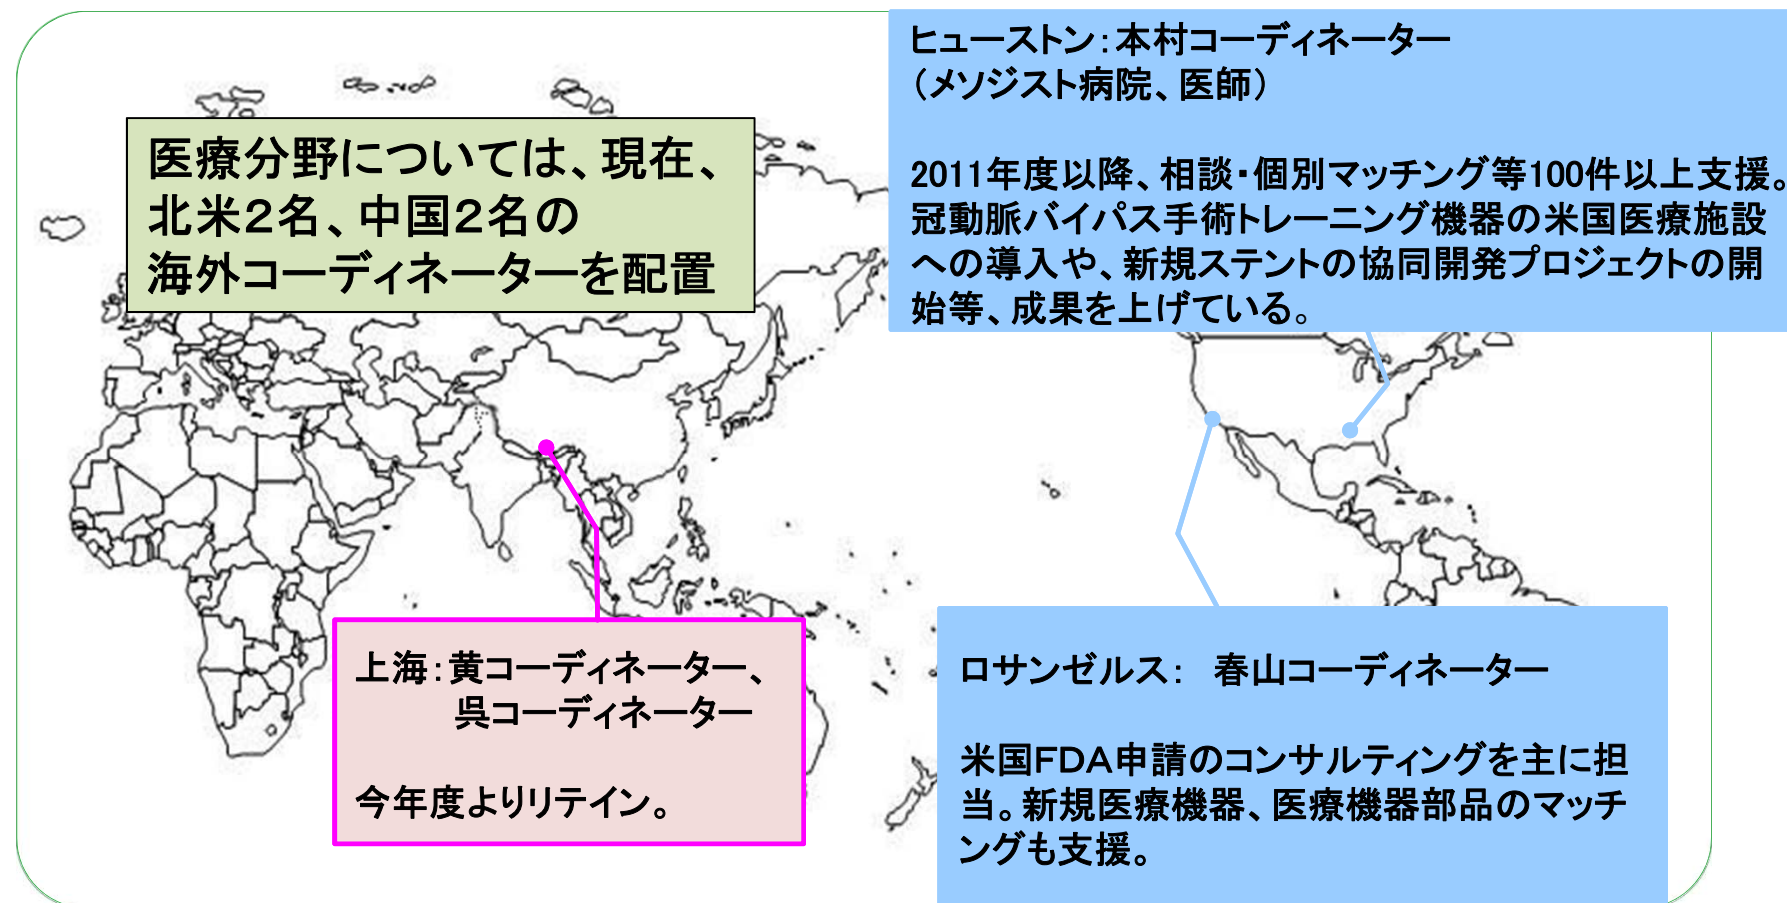 医療分野については、現在、
北米２名、中国２名の
海外コーディネーターを配置
ヒューストン：本村コーディネーター
（メソジスト病院、医師）
2011年度以降、相談・個別マッチング等100件以上支援。
冠動脈バイパス手術トレーニング機器の米国医療施設
への導入や、新規ステントの協同開発プロジェクトの開
始等、成果を上げている。
上海：黄コーディネーター、
呉コーディネーター
今年度よりリテイン。
ロサンゼルス：　春山コーディネーター
米国ＦＤＡ申請のコンサルティングを主に担
当。新規医療機器、医療機器部品のマッチ
ングも支援。